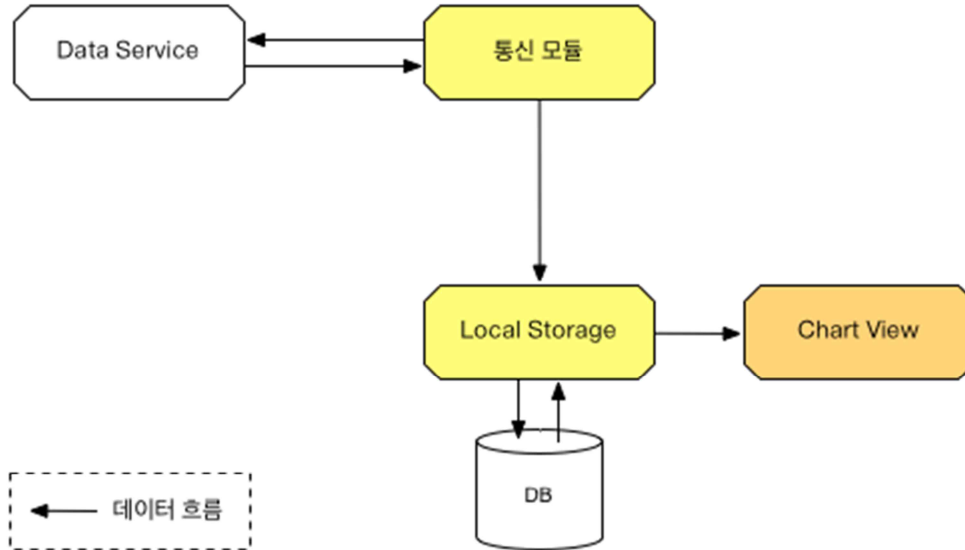 Data Service
통신 모듈
Local Storage
Chart View
DB
데이터 흐름